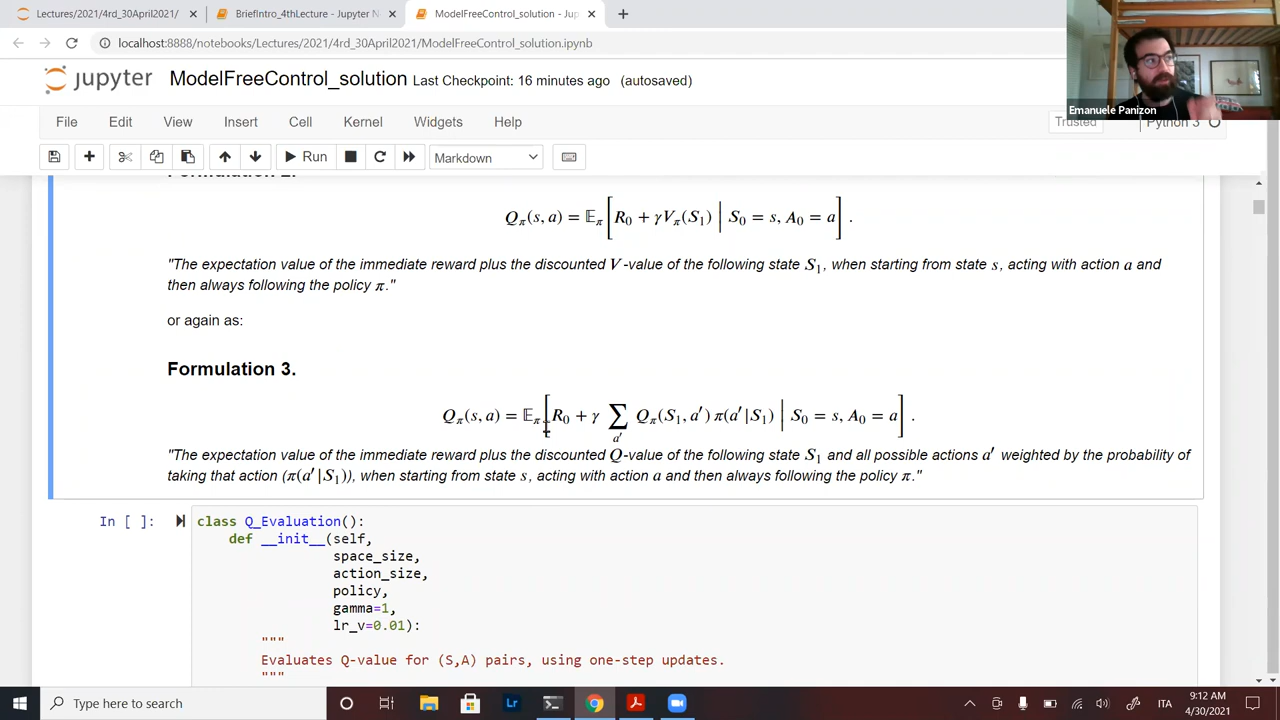 Lectures/2021/4rd_30April2021/
BriefIntro_4thLecture - Jupyter N
ModelFreeControl_solution - Jup
localhost:8888/notebooks/Lectures/2021/4rd_30April2021/ModelFreeControl_solution.ipynb
jupyter ModelFreeControl_solution Last Checkpoint: 16 minutes ago (autosaved)
Emanuele Panizon
File Edit View Insert Cell Kernel Widgets Help Trusted Python 3
Run Markdown
Formulation 2.
Qπ(s, a) = 𝔼π [ R0 + γVπ(S1) | S0 = s, A0 = a ] .
"The expectation value of the immediate reward plus the discounted V-value of the following state S1, when starting from state s, acting with action a and
then always following the policy π."
or again as:
Formulation 3.
Qπ(s, a) = 𝔼π [ R0 + γ ∑a′ Qπ(S1, a′) π(a′|S1) | S0 = s, A0 = a ] .
"The expectation value of the immediate reward plus the discounted Q-value of the following state S1 and all possible actions a′ weighted by the probability of
taking that action (π(a′|S1)), when starting from state s, acting with action a and then always following the policy π."
In [ ]: class Q_Evaluation():
def __init__(self,
space_size,
action_size,
policy,
gamma=1,
lr_v=0.01):
"""
Evaluates Q-value for (S,A) pairs, using one-step updates.
"""
Type here to search
ITA
9:12 AM
4/30/2021